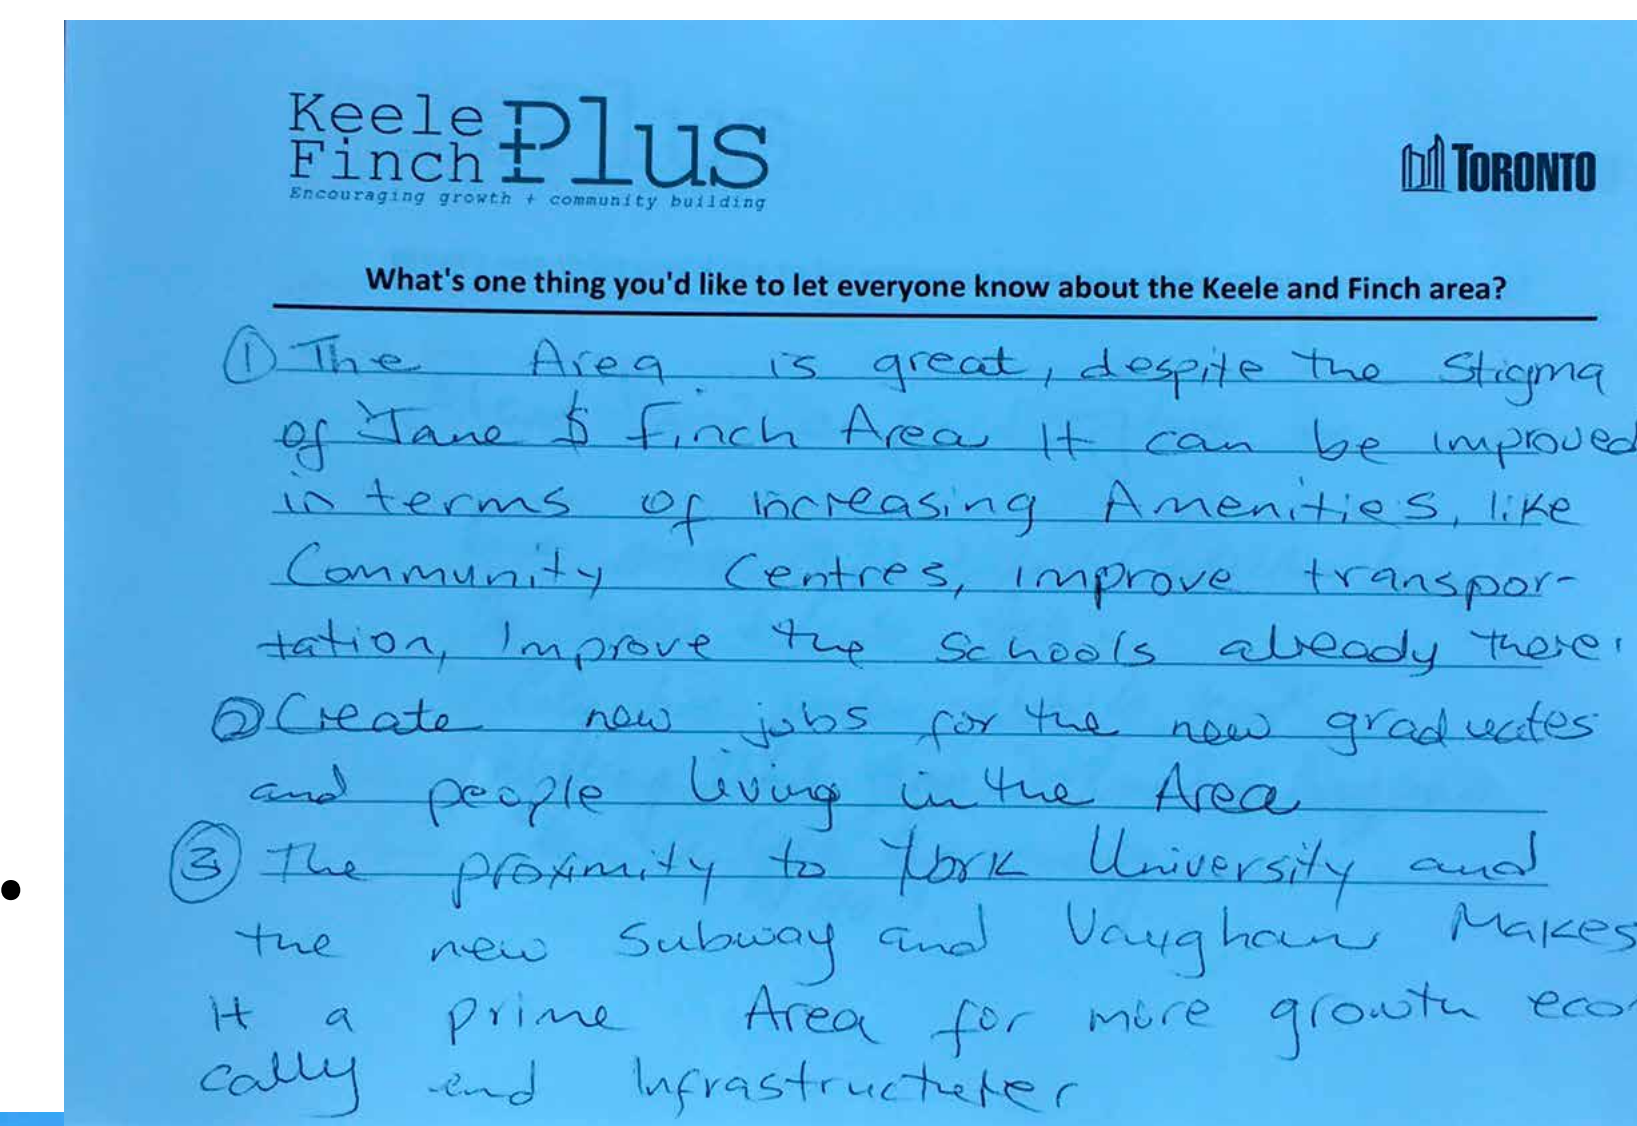 Keele
Finch Plus
Encouraging growth + community building
TORONTO
What's one thing you'd like to let everyone know about the Keele and Finch area?
① The Area is great, despite the Stigma
of Jane & Finch Area It can be improved
in terms of increasing Amenities, like
Community Centres, improve transpor-
tation, Improve the Schools already there.
② Create new jobs for the new graduates
and people living in the Area
③ The proximity to York University and
the new Subway and Vaughan Makes
It a prime Area for more growth eco
cally and Infrastructurer